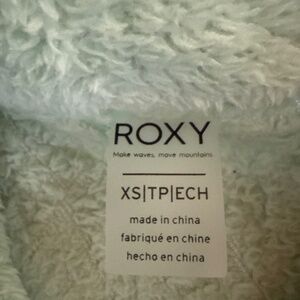 ROXY
Make waves, move mountains.
XS|TP|ECH
made in china
fabriqué en chine
hecho en china